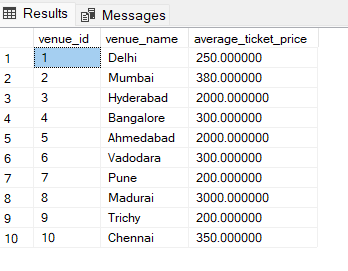 Results Messages
venue_id venue_name average_ticket_price
1 1 Delhi 250.000000
2 2 Mumbai 380.000000
3 3 Hyderabad 2000.000000
4 4 Bangalore 300.000000
5 5 Ahmedabad 2000.000000
6 6 Vadodara 300.000000
7 7 Pune 200.000000
8 8 Madurai 3000.000000
9 9 Trichy 200.000000
10 10 Chennai 350.000000